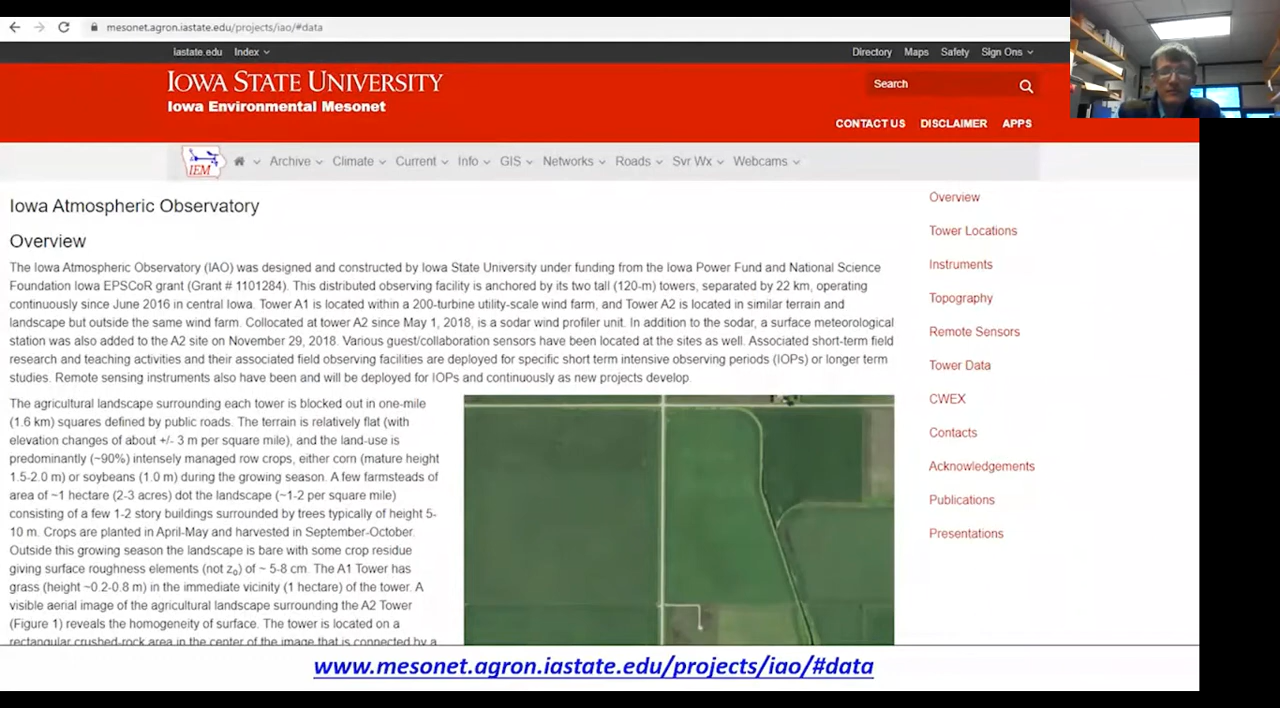 mesonet.agron.iastate.edu/projects/iao/#data
iastate.edu Index
Directory Maps Safety Sign Ons
IOWA STATE UNIVERSITY
Iowa Environmental Mesonet
Search
CONTACT US DISCLAIMER APPS
IEM
Archive Climate Current Info GIS Networks Roads Svr Wx Webcams
Iowa Atmospheric Observatory
Overview
The Iowa Atmospheric Observatory (IAO) was designed and constructed by Iowa State University under funding from the Iowa Power Fund and National Science
Foundation Iowa EPSCoR grant (Grant # 1101284). This distributed observing facility is anchored by its two tall (120-m) towers, separated by 22 km, operating
continuously since June 2016 in central Iowa. Tower A1 is located within a 200-turbine utility-scale wind farm, and Tower A2 is located in similar terrain and
landscape but outside the same wind farm. Collocated at tower A2 since May 1, 2018, is a sodar wind profiler unit. In addition to the sodar, a surface meteorological
station was also added to the A2 site on November 29, 2018. Various guest/collaboration sensors have been located at the sites as well. Associated short-term field
research and teaching activities and their associated field observing facilities are deployed for specific short term intensive observing periods (IOPs) or longer term
studies. Remote sensing instruments also have been and will be deployed for IOPs and continuously as new projects develop.
The agricultural landscape surrounding each tower is blocked out in one-mile
(1.6 km) squares defined by public roads. The terrain is relatively flat (with
elevation changes of about +/- 3 m per square mile), and the land-use is
predominantly (~90%) intensely managed row crops, either corn (mature height
1.5-2.0 m) or soybeans (1.0 m) during the growing season. A few farmsteads of
area of ~1 hectare (2-3 acres) dot the landscape (~1-2 per square mile)
consisting of a few 1-2 story buildings surrounded by trees typically of height 5-
10 m. Crops are planted in April-May and harvested in September-October.
Outside this growing season the landscape is bare with some crop residue
giving surface roughness elements (not z₀) of ~ 5-8 cm. The A1 Tower has
grass (height ~0.2-0.8 m) in the immediate vicinity (1 hectare) of the tower. A
visible aerial image of the agricultural landscape surrounding the A2 Tower
(Figure 1) reveals the homogeneity of surface. The tower is located on a
rectangular crushed-rock area in the center of the image that is connected by a
Overview
Tower Locations
Instruments
Topography
Remote Sensors
Tower Data
CWEX
Contacts
Acknowledgements
Publications
Presentations
www.mesonet.agron.iastate.edu/projects/iao/#data